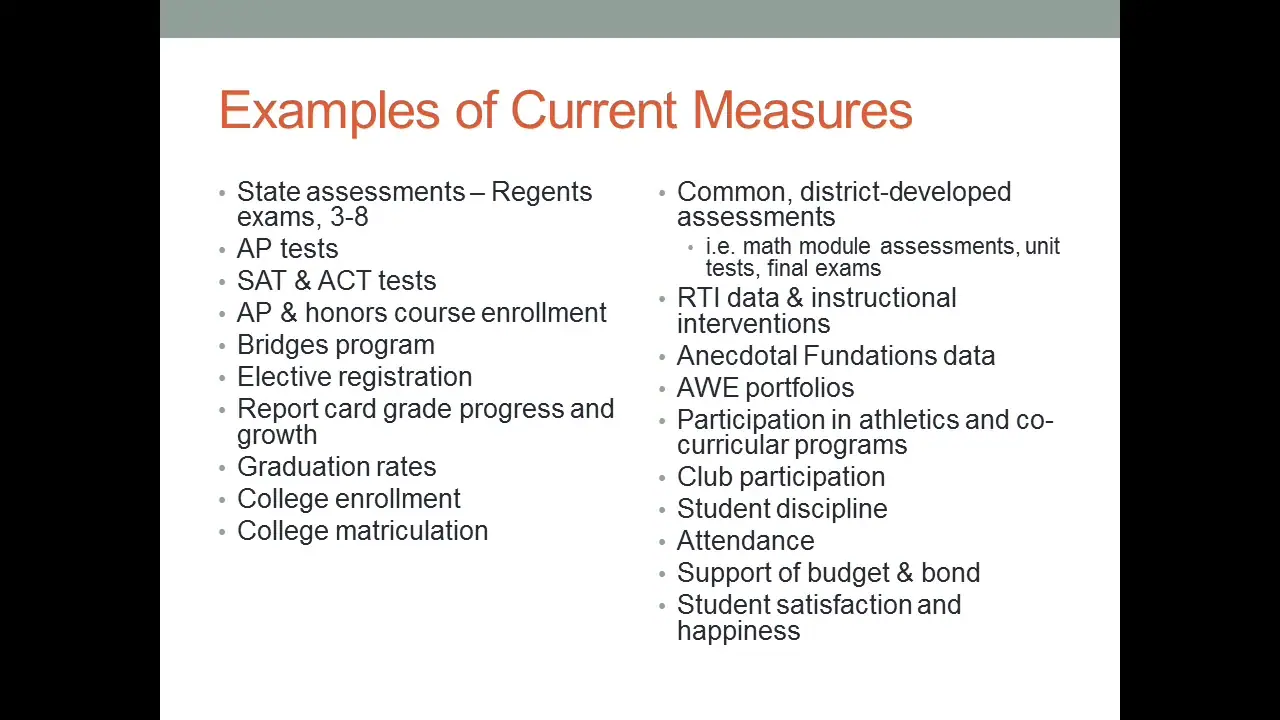 Examples of Current Measures
• State assessments – Regents
exams, 3-8
• AP tests
• SAT & ACT tests
• AP & honors course enrollment
• Bridges program
• Elective registration
• Report card grade progress and
growth
• Graduation rates
• College enrollment
• College matriculation
• Common, district-developed
assessments
• i.e. math module assessments, unit
tests, final exams
• RTI data & instructional
interventions
• Anecdotal Fundations data
• AWE portfolios
• Participation in athletics and co-
curricular programs
• Club participation
• Student discipline
• Attendance
• Support of budget & bond
• Student satisfaction and
happiness